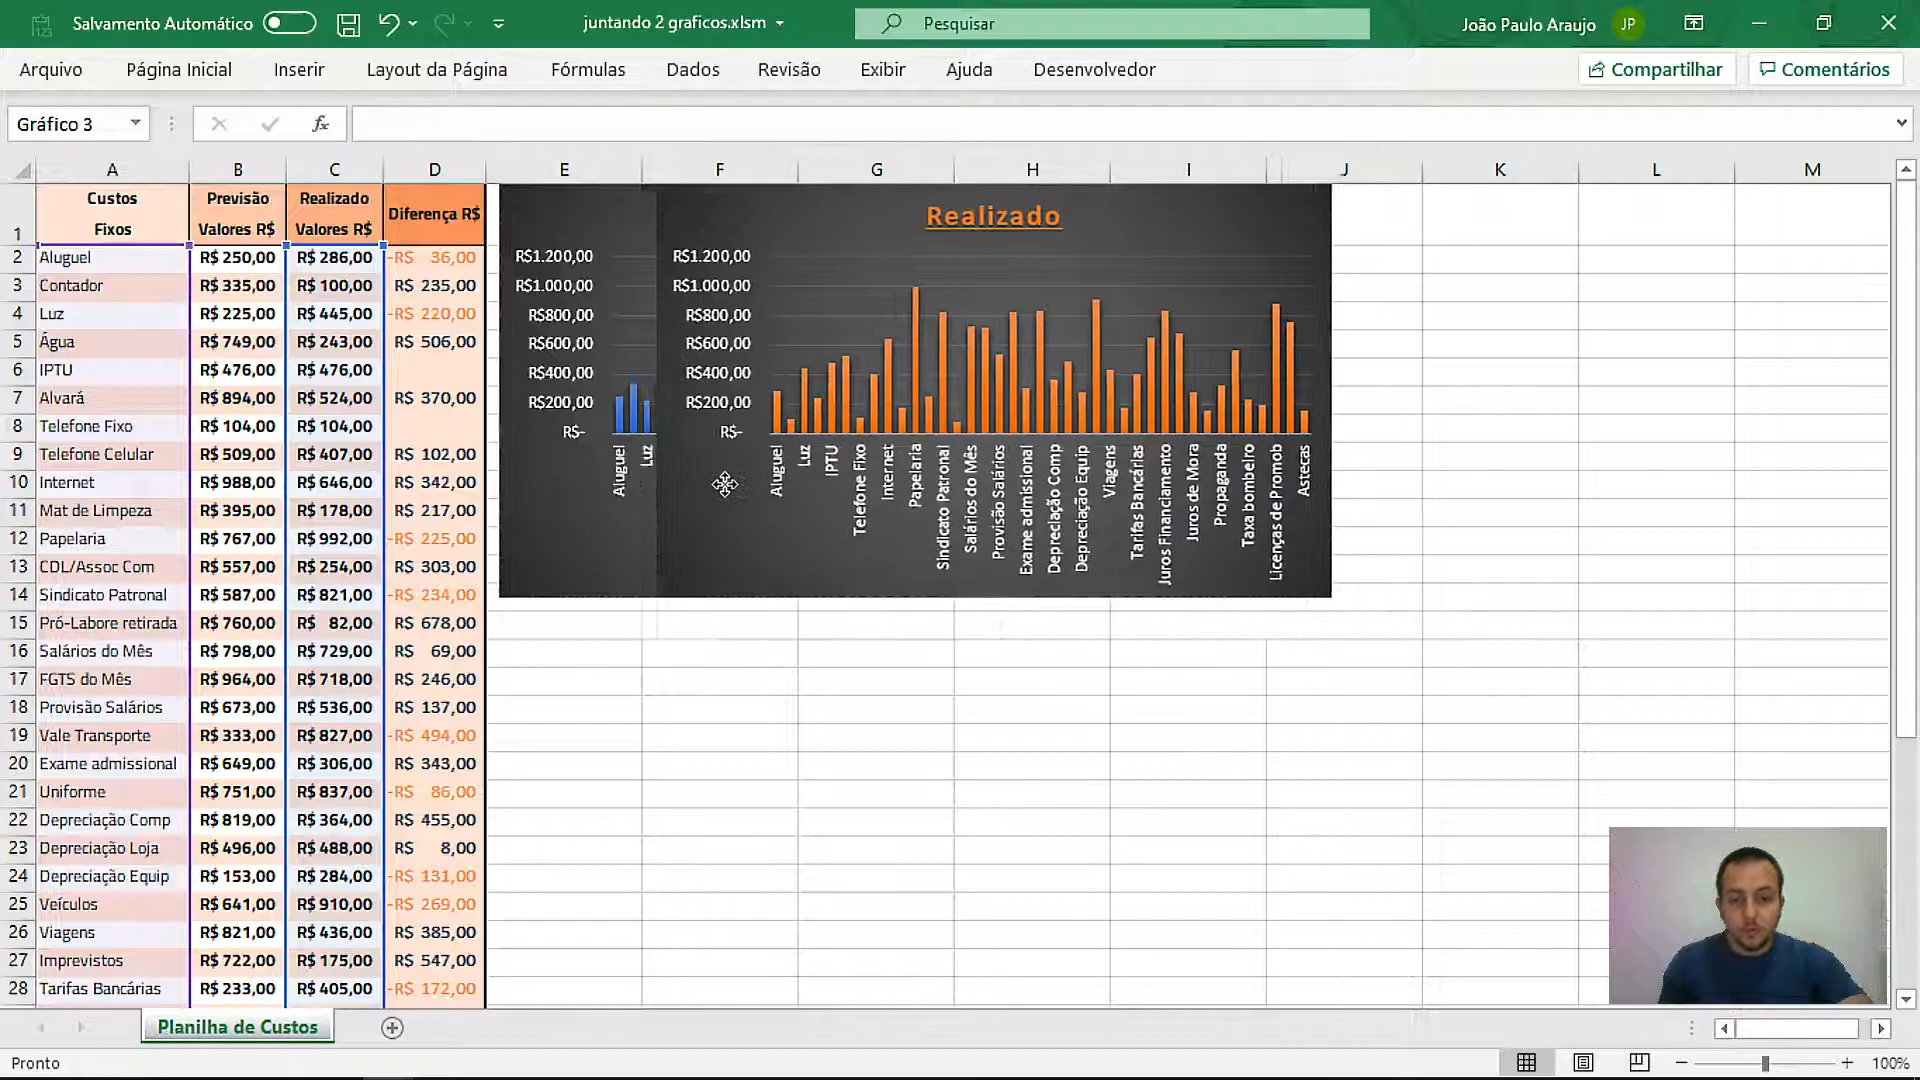 Salvamento Automático
juntando 2 graficos.xlsm
Pesquisar
João Paulo Araujo
JP
Arquivo
Página Inicial
Inserir
Layout da Página
Fórmulas
Dados
Revisão
Exibir
Ajuda
Desenvolvedor
Compartilhar
Comentários
Gráfico 3
fx
A B C D E F G H I J K L M
1 Custos Fixos Previsão Valores R$ Realizado Valores R$ Diferença R$
2 Aluguel R$ 250,00 R$ 286,00 -R$ 36,00
3 Contador R$ 335,00 R$ 100,00 R$ 235,00
4 Luz R$ 225,00 R$ 445,00 -R$ 220,00
5 Água R$ 749,00 R$ 243,00 R$ 506,00
6 IPTU R$ 476,00 R$ 476,00
7 Alvará R$ 894,00 R$ 524,00 R$ 370,00
8 Telefone Fixo R$ 104,00 R$ 104,00
9 Telefone Celular R$ 509,00 R$ 407,00 R$ 102,00
10 Internet R$ 988,00 R$ 646,00 R$ 342,00
11 Mat de Limpeza R$ 395,00 R$ 178,00 R$ 217,00
12 Papelaria R$ 767,00 R$ 992,00 -R$ 225,00
13 CDL/Assoc Com R$ 557,00 R$ 254,00 R$ 303,00
14 Sindicato Patronal R$ 587,00 R$ 821,00 -R$ 234,00
15 Pró-Labore retirada R$ 760,00 R$ 82,00 R$ 678,00
16 Salários do Mês R$ 798,00 R$ 729,00 R$ 69,00
17 FGTS do Mês R$ 964,00 R$ 718,00 R$ 246,00
18 Provisão Salários R$ 673,00 R$ 536,00 R$ 137,00
19 Vale Transporte R$ 333,00 R$ 827,00 -R$ 494,00
20 Exame admissional R$ 649,00 R$ 306,00 R$ 343,00
21 Uniforme R$ 751,00 R$ 837,00 -R$ 86,00
22 Depreciação Comp R$ 819,00 R$ 364,00 R$ 455,00
23 Depreciação Loja R$ 496,00 R$ 488,00 R$ 8,00
24 Depreciação Equip R$ 153,00 R$ 284,00 -R$ 131,00
25 Veículos R$ 641,00 R$ 910,00 -R$ 269,00
26 Viagens R$ 821,00 R$ 436,00 R$ 385,00
27 Imprevistos R$ 722,00 R$ 175,00 R$ 547,00
28 Tarifas Bancárias R$ 233,00 R$ 405,00 -R$ 172,00
R$1.200,00
R$1.000,00
R$800,00
R$600,00
R$400,00
R$200,00
R$-
Aluguel
Luz
Realizado
R$1.200,00
R$1.000,00
R$800,00
R$600,00
R$400,00
R$200,00
R$-
Aluguel
Luz
IPTU
Telefone Fixo
Internet
Papelaria
Sindicato Patronal
Salários do Mês
Provisão Salários
Exame admissional
Depreciação Comp
Depreciação Equip
Viagens
Tarifas Bancárias
Juros Financiamento
Juros de Mora
Propaganda
Taxa bombeiro
Licenças de Promob
Astecas
Planilha de Custos
Pronto
100%